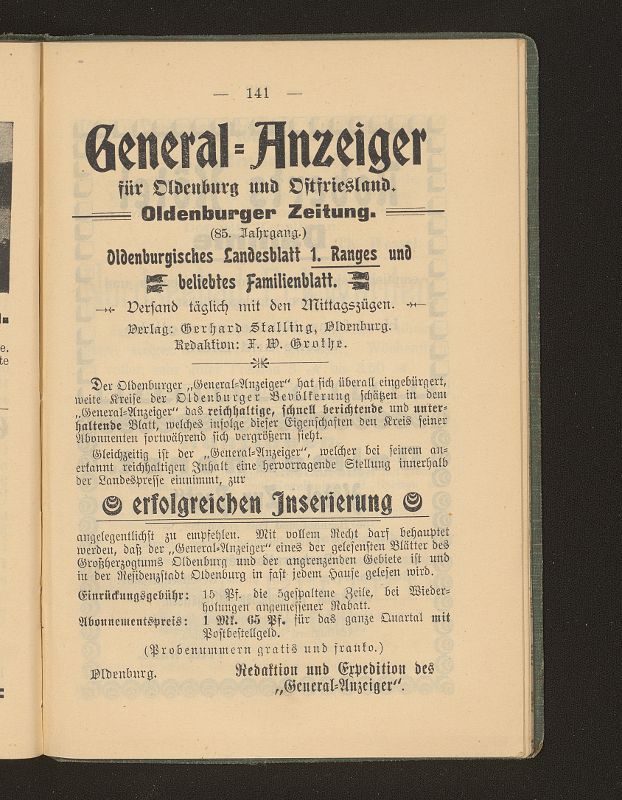 — 141 —
General-Anzeiger
für Oldenburg und Ostfriesland.
Oldenburger Zeitung.
(85. Jahrgang.)
Oldenburgisches Landesblatt 1. Ranges und
beliebtes Familienblatt.
Versand täglich mit den Mittagszügen.
Verlag: Gerhard Stalling, Oldenburg.
Redaktion: F. W. Grothe.
Der Oldenburger „General-Anzeiger“ hat sich überall eingebürgert,
weite Kreise der Oldenburger Bevölkerung schätzen in dem
„General-Anzeiger“ das reichhaltige, schnell berichtende und unter-
haltende Blatt, welches infolge dieser Eigenschaften den Kreis seiner
Abonnenten fortwährend sich vergrößern sieht.
Gleichzeitig ist der „General-Anzeiger“, welcher bei seinem an-
erkannt reichhaltigen Inhalt eine hervorragende Stellung innerhalb
der Landespresse einnimmt, zur
erfolgreichen Inserierung
angelegentlichst zu empfehlen. Mit vollem Recht darf behauptet
werden, daß der „General-Anzeiger“ eines der gelesensten Blätter des
Großherzogtums Oldenburg und der angrenzenden Gebiete ist und
in der Residenzstadt Oldenburg in fast jedem Hause gelesen wird.
Einrückungsgebühr: 15 Pf. die 5gespaltene Zeile, bei Wieder-
holungen angemessener Rabatt.
Abonnementspreis: 1 Mk. 65 Pf. für das ganze Quartal mit
Postbestellgeld.
(Probenummern gratis und franko.)
Oldenburg. Redaktion und Expedition des
„General-Anzeiger“.